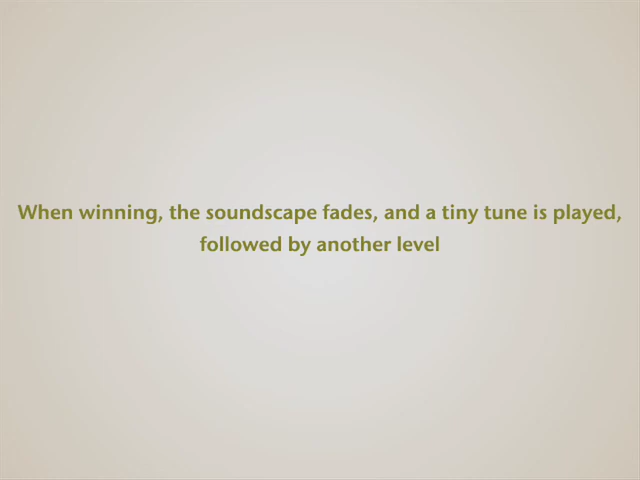 When winning, the soundscape fades, and a tiny tune is played,
followed by another level